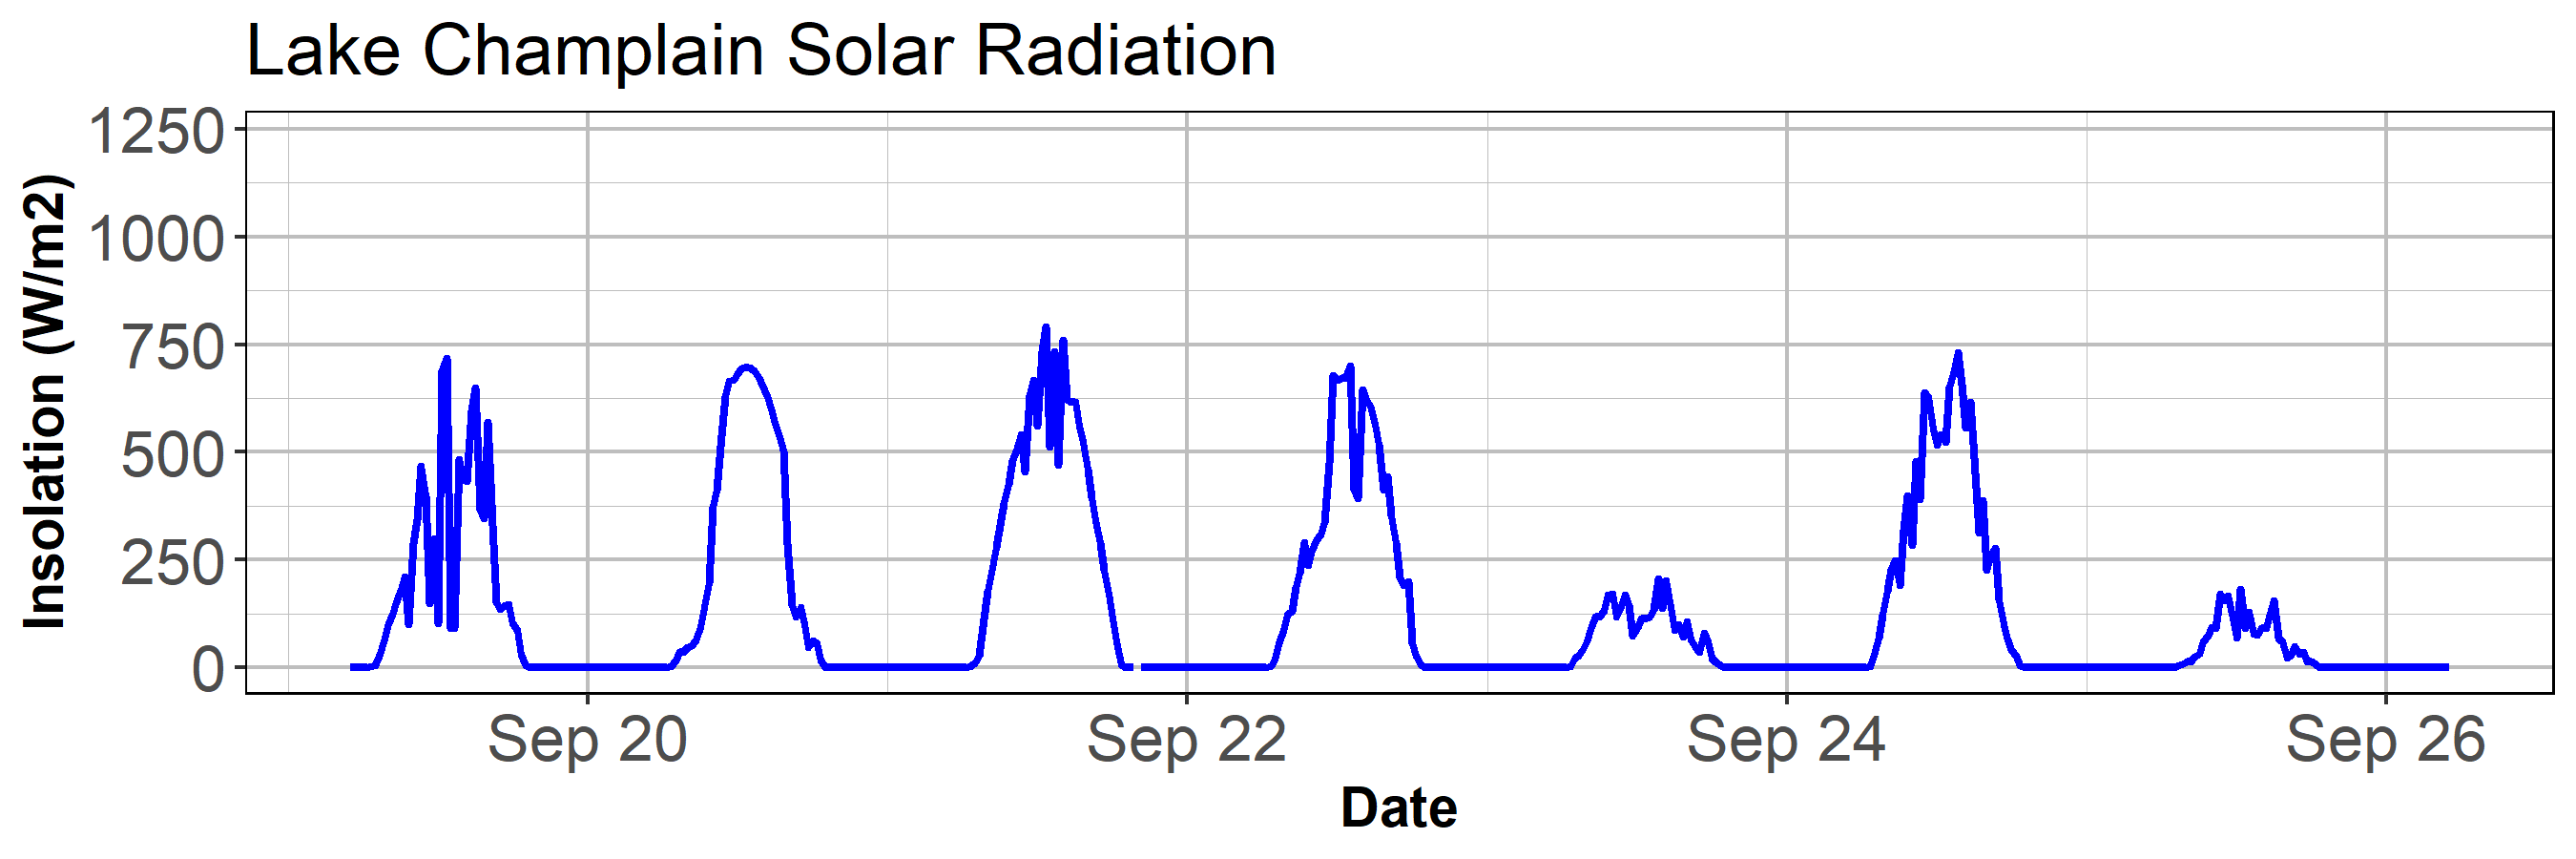 Lake Champlain Solar Radiation
Insolation (W/m2)
1250
1000
750
500
250
0
Sep 20
Sep 22
Sep 24
Sep 26
Date